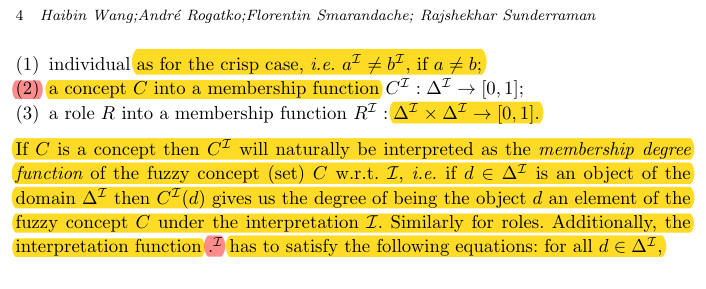 4 Haibin Wang;André Rogatko;Florentin Smarandache; Rajshekhar Sunderraman
(1) individual as for the crisp case, i.e. a^ℐ ≠ b^ℐ, if a ≠ b;
(2) a concept C into a membership function C^ℐ : Δ^ℐ → [0, 1];
(3) a role R into a membership function R^ℐ : Δ^ℐ × Δ^ℐ → [0, 1].
If C is a concept then C^ℐ will naturally be interpreted as the membership degree
function of the fuzzy concept (set) C w.r.t. ℐ, i.e. if d ∈ Δ^ℐ is an object of the
domain Δ^ℐ then C^ℐ(d) gives us the degree of being the object d an element of the
fuzzy concept C under the interpretation ℐ. Similarly for roles. Additionally, the
interpretation function .^ℐ has to satisfy the following equations: for all d ∈ Δ^ℐ,